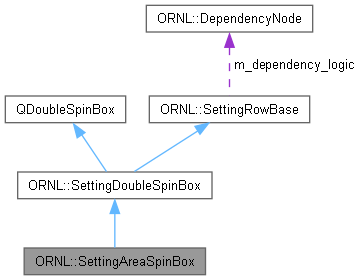 ORNL::DependencyNode
m_dependency_logic
QDoubleSpinBox
ORNL::SettingRowBase
ORNL::SettingDoubleSpinBox
ORNL::SettingAreaSpinBox